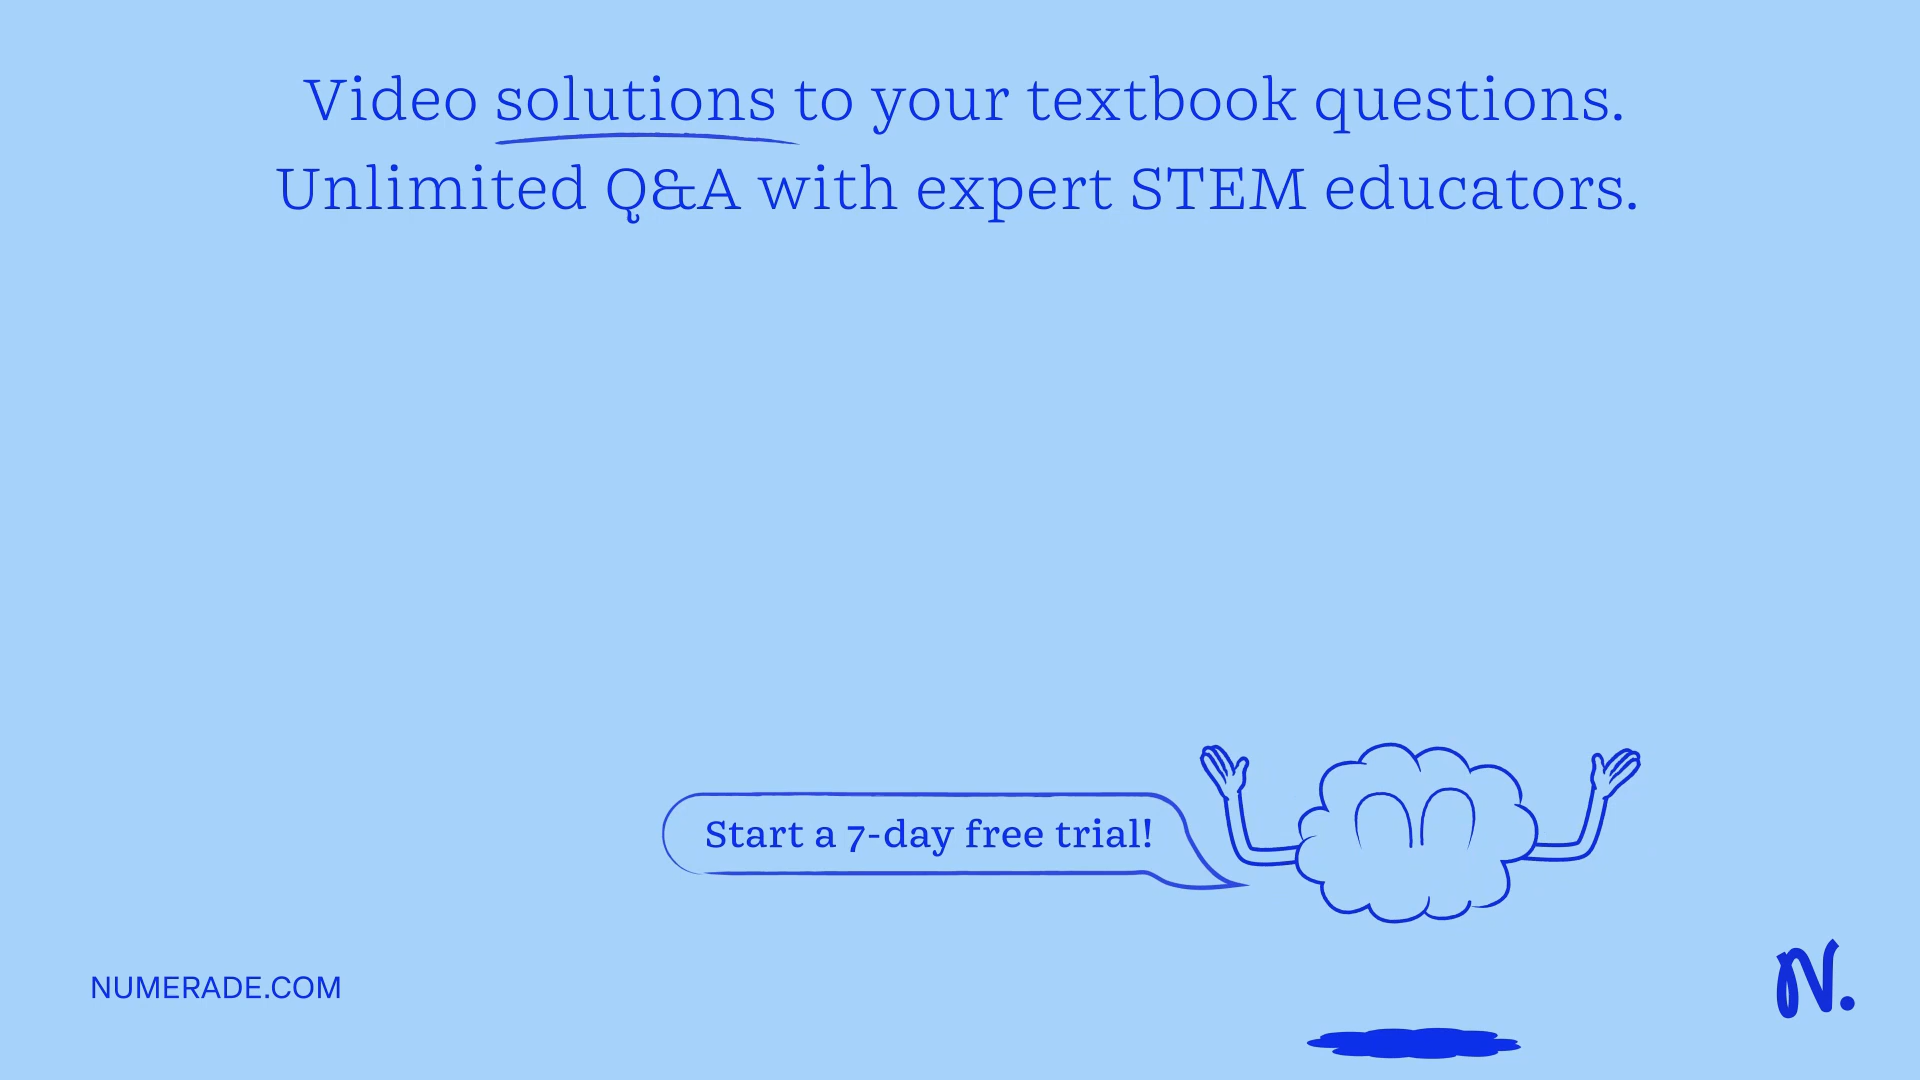 Video solutions to your textbook questions.
Unlimited Q&A with expert STEM educators.
Start a 7-day free trial!
NUMERADE.COM
N.